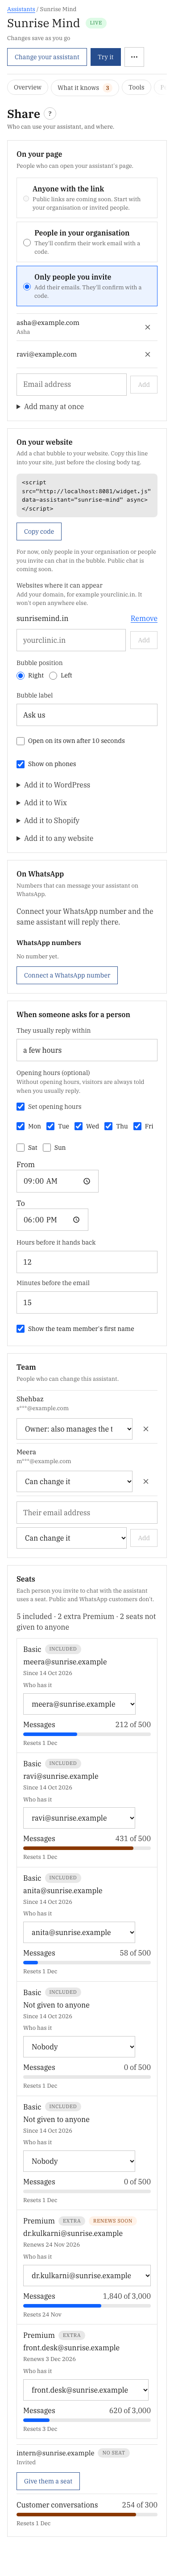 Assistants / Sunrise Mind
Sunrise Mind LIVE
Changes save as you go
Change your assistant
Try it
Overview
What it knows 3
Tools
Share ?
Who can use your assistant, and where.
On your page
People who can open your assistant's page.
Anyone with the link
Public links are coming soon. Start with
your organisation or invited people.
People in your organisation
They'll confirm their work email with a
code.
Only people you invite
Add their emails. They'll confirm with a
code.
asha@example.com
Asha
ravi@example.com
Email address
Add
Add many at once
On your website
Add a chat bubble to your website. Copy this line
into your site, just before the closing body tag.
<script
src="http://localhost:8081/widget.js"
data-assistant="sunrise-mind" async>
</script>
Copy code
For now, only people in your organisation or people
you invite can chat in the bubble. Public chat is
coming soon.
Websites where it can appear
Add your domain, for example yourclinic.in. It
won't open anywhere else.
sunrisemind.in
Remove
yourclinic.in
Add
Bubble position
Right
Left
Bubble label
Ask us
Open on its own after 10 seconds
Show on phones
Add it to WordPress
Add it to Wix
Add it to Shopify
Add it to any website
On WhatsApp
Numbers that can message your assistant on
WhatsApp.
Connect your WhatsApp number and the
same assistant will reply there.
WhatsApp numbers
No number yet.
Connect a WhatsApp number
When someone asks for a person
They usually reply within
a few hours
Opening hours (optional)
Without opening hours, visitors are always told
when you usually reply.
Set opening hours
Mon Tue Wed Thu Fri
Sat Sun
From
09:00 AM
To
06:00 PM
Hours before it hands back
12
Minutes before the email
15
Show the team member's first name
Team
People who can change this assistant.
Shehbaz
s***@example.com
Owner: also manages the t
Meera
m***@example.com
Can change it
Their email address
Can change it
Add
Seats
Each person you invite to chat with the assistant
uses a seat. Public and WhatsApp customers don't.
5 included · 2 extra Premium · 2 seats not
given to anyone
Basic INCLUDED
meera@sunrise.example
Since 14 Oct 2026
Who has it
meera@sunrise.example
Messages 212 of 500
Resets 1 Dec
Basic INCLUDED
ravi@sunrise.example
Since 14 Oct 2026
Who has it
ravi@sunrise.example
Messages 431 of 500
Resets 1 Dec
Basic INCLUDED
anita@sunrise.example
Since 14 Oct 2026
Who has it
anita@sunrise.example
Messages 58 of 500
Resets 1 Dec
Basic INCLUDED
Not given to anyone
Since 14 Oct 2026
Who has it
Nobody
Messages 0 of 500
Resets 1 Dec
Basic INCLUDED
Not given to anyone
Since 14 Oct 2026
Who has it
Nobody
Messages 0 of 500
Resets 1 Dec
Premium EXTRA RENEWS SOON
dr.kulkarni@sunrise.example
Renews 24 Nov 2026
Who has it
dr.kulkarni@sunrise.example
Messages 1,840 of 3,000
Resets 24 Nov
Premium EXTRA
front.desk@sunrise.example
Renews 3 Dec 2026
Who has it
front.desk@sunrise.example
Messages 620 of 3,000
Resets 3 Dec
intern@sunrise.example NO SEAT
Invited
Give them a seat
Customer conversations 254 of 300
Resets 1 Dec